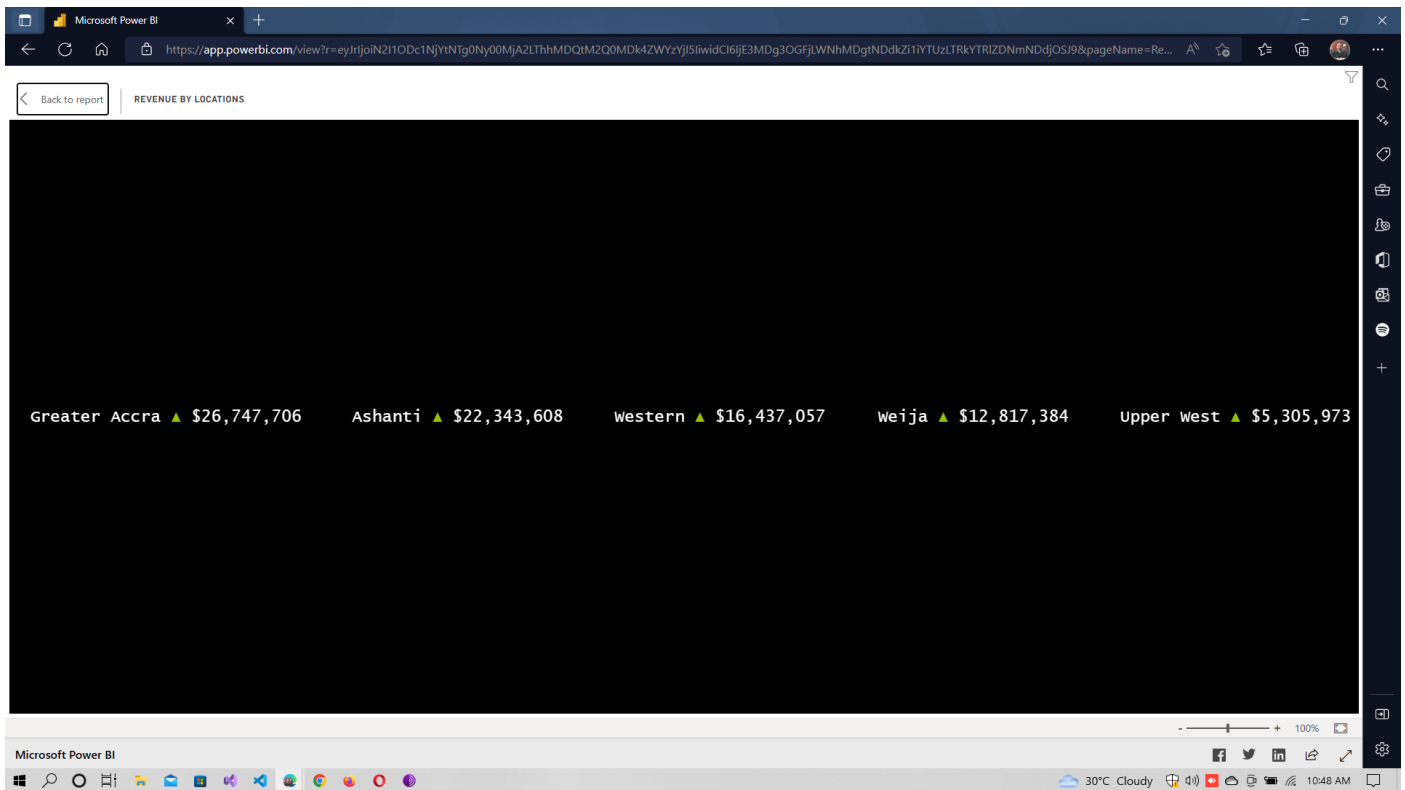 Microsoft Power BI
https://app.powerbi.com/view?r=eyJrIjoiN2I1ODc1NjYtNTg0Ny00MjA2LThhMDQtM2Q0MDk4ZWYzYjI5IiwidCI6IjE3MDg3OGFjLWNhMDgtNDdkZi1iYTUzLTRkYTRlZDNmNDdjOSJ9&pageName=Re...
Back to report
REVENUE BY LOCATIONS
Greater Accra ▲ $26,747,706 Ashanti ▲ $22,343,608 Western ▲ $16,437,057 Weija ▲ $12,817,384 Upper West ▲ $5,305,973
- + 100%
Microsoft Power BI
30°C Cloudy 10:48 AM